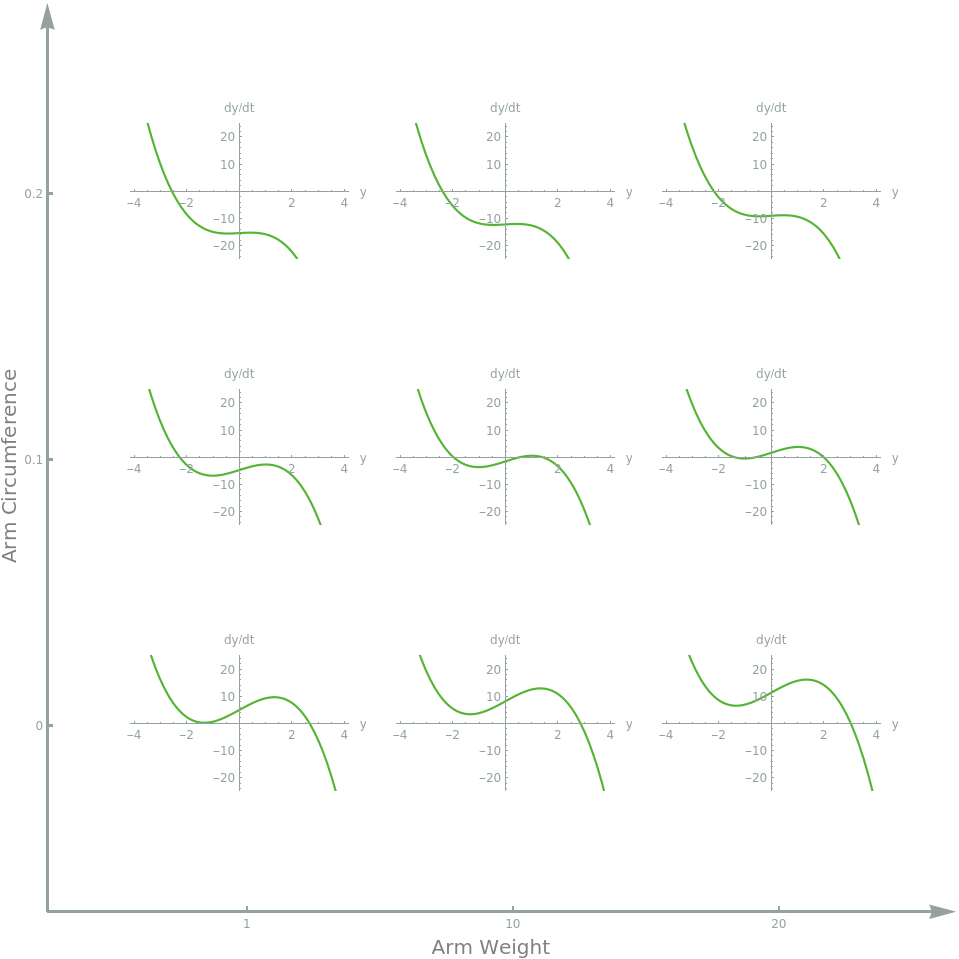 dy/dt dy/dt dy/dt
20 20 20
10 10 10
0.2 −4 −2 2 4 y −4 −2 2 4 y −4 −2 2 4 y
−10 −10 −10
−20 −20 −20
dy/dt dy/dt dy/dt
20 20 20
10 10 10
0.1 −4 −2 2 4 y −4 −2 2 4 y −4 −2 2 4 y
−10 −10 −10
−20 −20 −20
Arm Circumference
dy/dt dy/dt dy/dt
20 20 20
10 10 10
0 −4 −2 2 4 y −4 −2 2 4 y −4 −2 2 4 y
−10 −10 −10
−20 −20 −20
1 10 20
Arm Weight